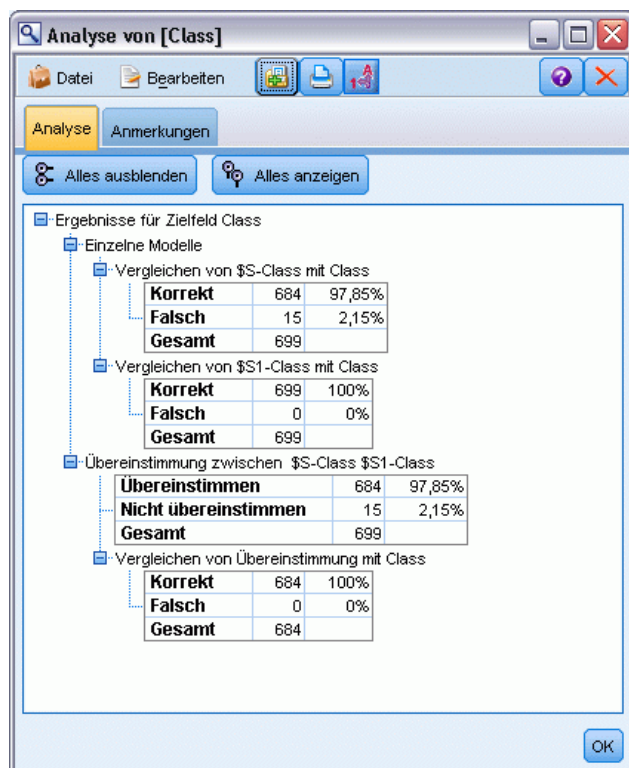 Analyse von [Class]
Datei Bearbeiten
Analyse Anmerkungen
Alles ausblenden Alles anzeigen
Ergebnisse für Zielfeld Class
Einzelne Modelle
Vergleichen von $S-Class mit Class
Korrekt 684 97,85%
Falsch 15 2,15%
Gesamt 699
Vergleichen von $S1-Class mit Class
Korrekt 699 100%
Falsch 0 0%
Gesamt 699
Übereinstimmung zwischen $S-Class $S1-Class
Übereinstimmen 684 97,85%
Nicht übereinstimmen 15 2,15%
Gesamt 699
Vergleichen von Übereinstimmung mit Class
Korrekt 684 100%
Falsch 0 0%
Gesamt 684
OK